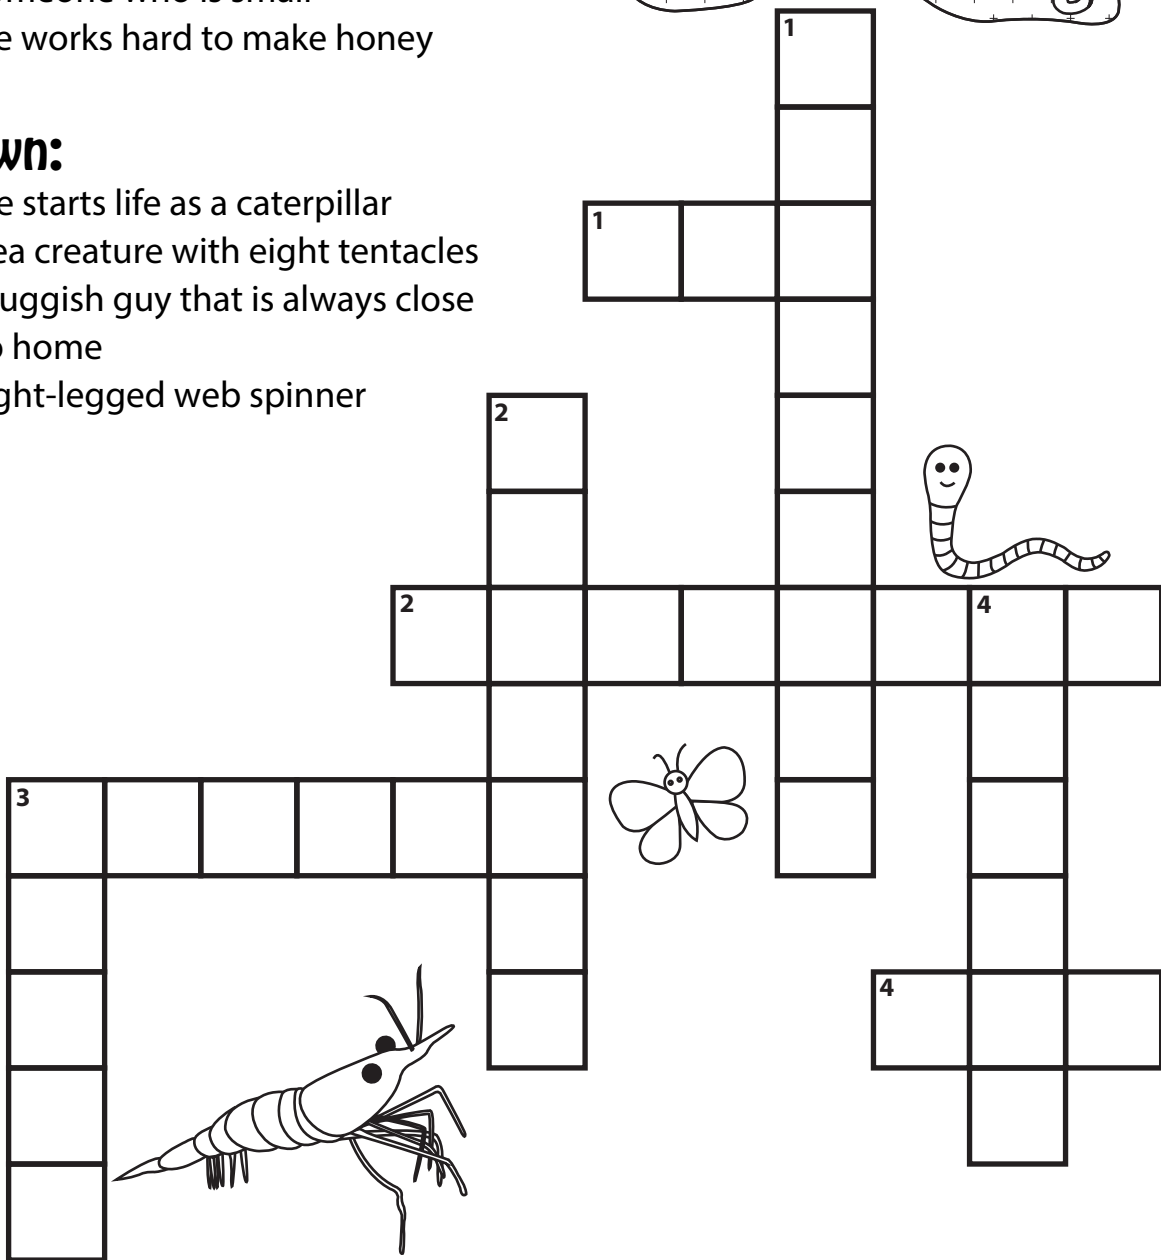 meone who is small
e works hard to make honey
wn:
e starts life as a caterpillar
ea creature with eight tentacles
uggish guy that is always close
o home
ght-legged web spinner
1
1
2
2
4
3
4